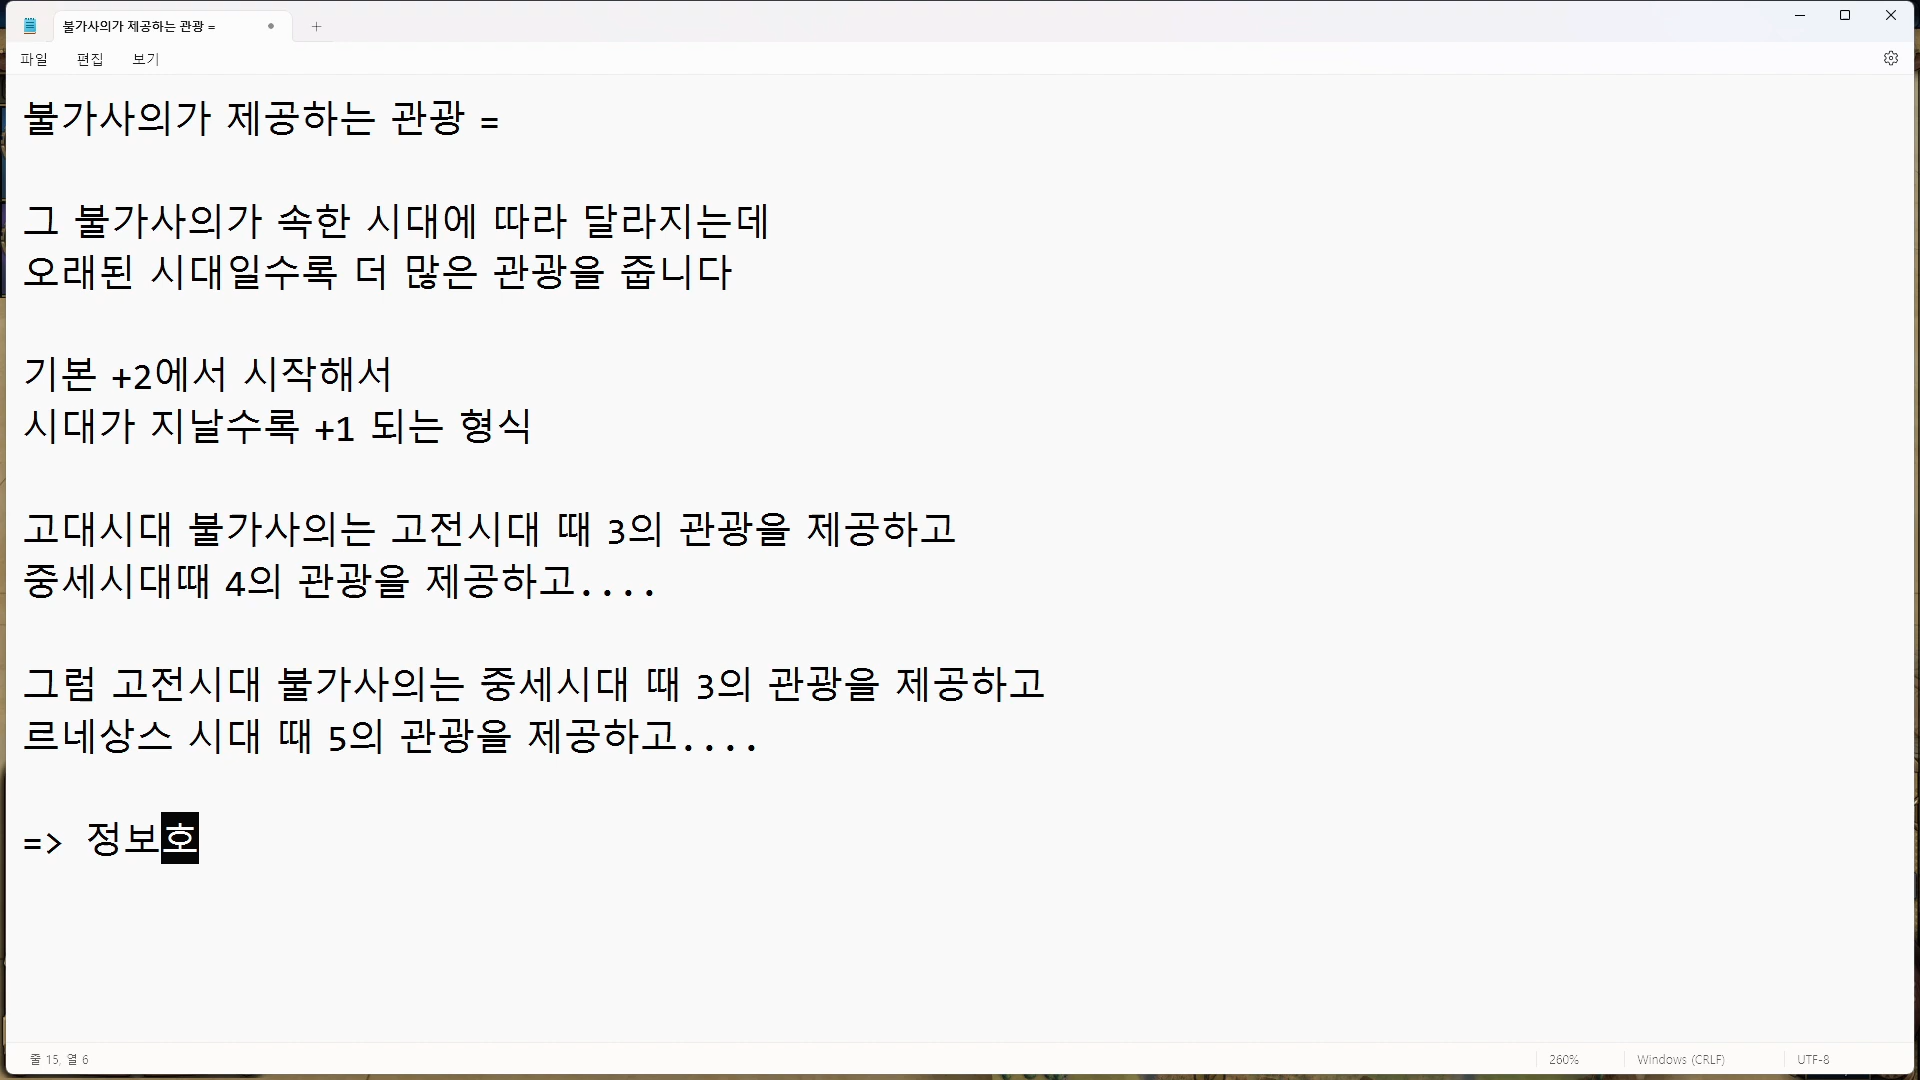 불가사의가 제공하는 관광 =
파일 편집 보기
불가사의가 제공하는 관광 =
그 불가사의가 속한 시대에 따라 달라지는데
오래된 시대일수록 더 많은 관광을 줍니다
기본 +2에서 시작해서
시대가 지날수록 +1 되는 형식
고대시대 불가사의는 고전시대 때 3의 관광을 제공하고
중세시대때 4의 관광을 제공하고....
그럼 고전시대 불가사의는 중세시대 때 3의 관광을 제공하고
르네상스 시대 때 5의 관광을 제공하고....
=> 정보호
줄 15, 열 6 260% Windows (CRLF) UTF-8